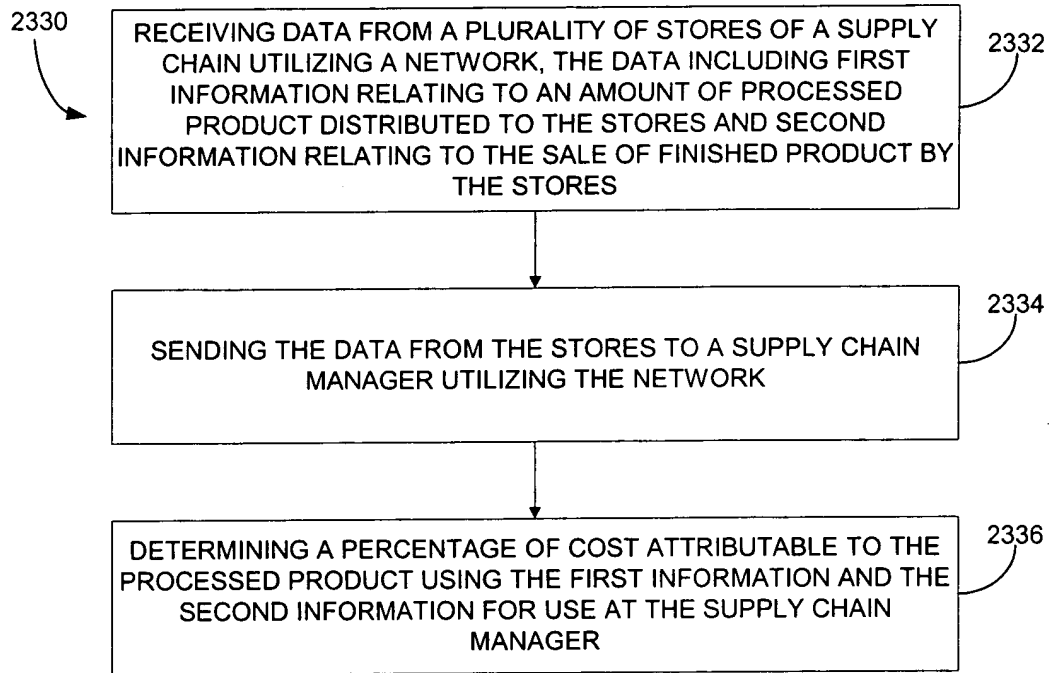 2330
RECEIVING DATA FROM A PLURALITY OF STORES OF A SUPPLY
CHAIN UTILIZING A NETWORK, THE DATA INCLUDING FIRST
INFORMATION RELATING TO AN AMOUNT OF PROCESSED
PRODUCT DISTRIBUTED TO THE STORES AND SECOND
INFORMATION RELATING TO THE SALE OF FINISHED PRODUCT BY
THE STORES
2332
SENDING THE DATA FROM THE STORES TO A SUPPLY CHAIN
MANAGER UTILIZING THE NETWORK
2334
DETERMINING A PERCENTAGE OF COST ATTRIBUTABLE TO THE
PROCESSED PRODUCT USING THE FIRST INFORMATION AND THE
SECOND INFORMATION FOR USE AT THE SUPPLY CHAIN
MANAGER
2336